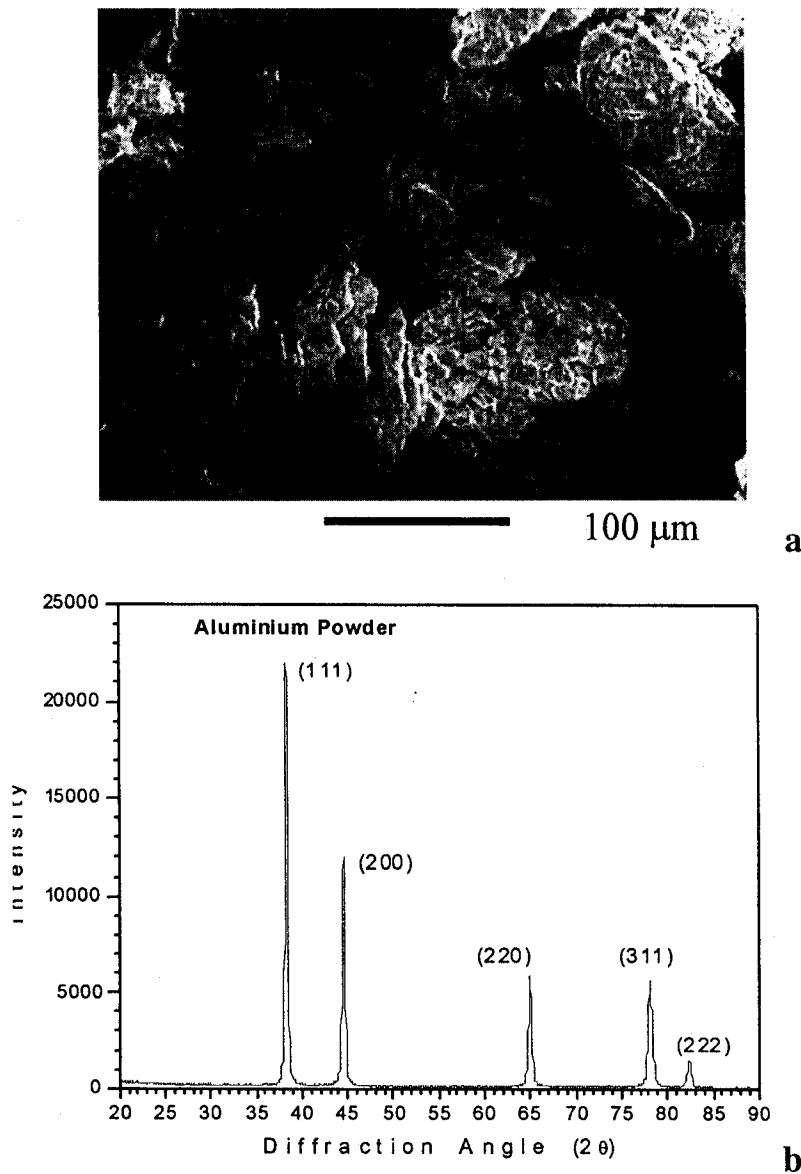 100 μm
a
25000
Aluminium Powder
(111)
20000
15000
(200)
10000
(220) (311)
5000
(222)
0
20 25 30 35 40 45 50 55 60 65 70 75 80 85 90
Intensity
Diffraction Angle (2θ)
b